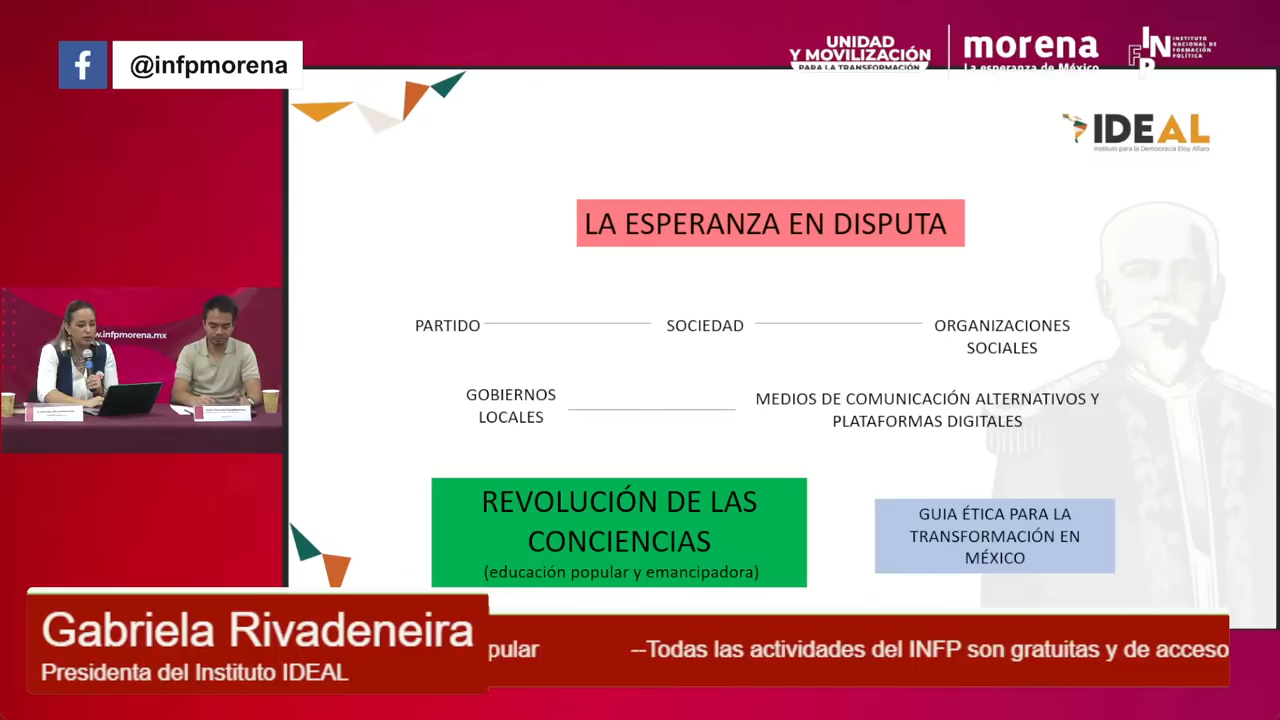 @infpmorena
UNIDAD
Y MOVILIZACIÓN
PARA LA TRANSFORMACIÓN
morena
La esperanza de México
INFP
INSTITUTO
NACIONAL DE
FORMACIÓN
POLÍTICA
IDEAL
Instituto para la Democracia Eloy Alfaro
LA ESPERANZA EN DISPUTA
PARTIDO
SOCIEDAD
ORGANIZACIONES
SOCIALES
GOBIERNOS
LOCALES
MEDIOS DE COMUNICACIÓN ALTERNATIVOS Y
PLATAFORMAS DIGITALES
REVOLUCIÓN DE LAS
CONCIENCIAS
(educación popular y emancipadora)
GUIA ÉTICA PARA LA
TRANSFORMACIÓN EN
MÉXICO
w.infpmorena.mx
Gabriela Rivadeneira
Presidenta del Instituto IDEAL
pular
--Todas las actividades del INFP son gratuitas y de acceso